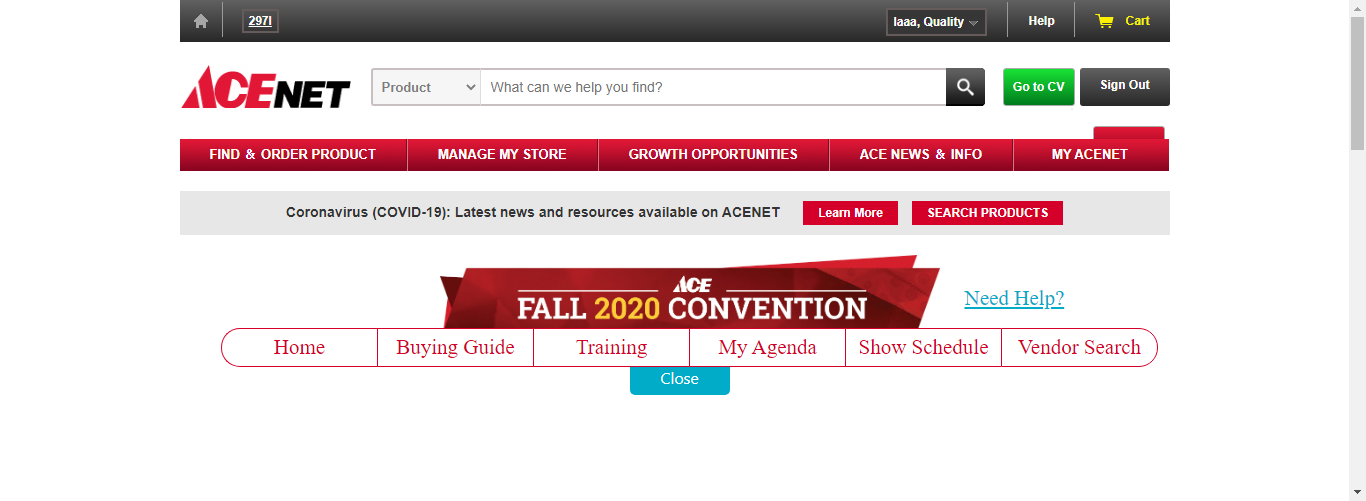 297I
Iaaa, Quality
Help
Cart
ACENET
Product
What can we help you find?
Go to CV
Sign Out
FIND & ORDER PRODUCT
MANAGE MY STORE
GROWTH OPPORTUNITIES
ACE NEWS & INFO
MY ACENET
Coronavirus (COVID-19): Latest news and resources available on ACENET
Learn More
SEARCH PRODUCTS
ACE
FALL 2020 CONVENTION
Need Help?
Home
Buying Guide
Training
My Agenda
Show Schedule
Vendor Search
Close